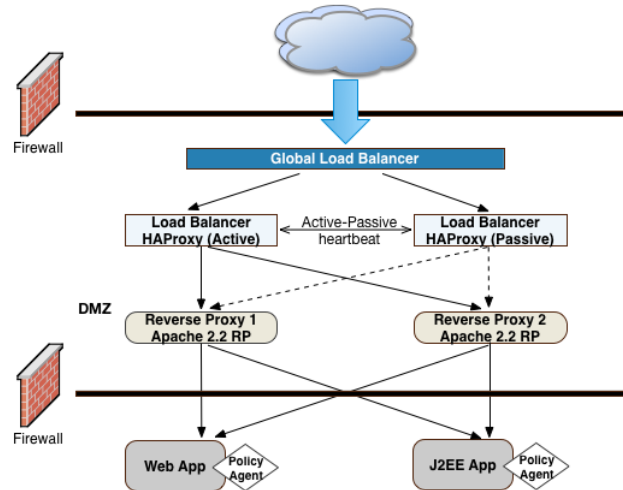 Firewall
Global Load Balancer
Load Balancer
HAProxy (Active)
Active-Passive
heartbeat
Load Balancer
HAProxy (Passive)
DMZ
Reverse Proxy 1
Apache 2.2 RP
Reverse Proxy 2
Apache 2.2 RP
Firewall
Web App
Policy
Agent
J2EE App
Policy
Agent